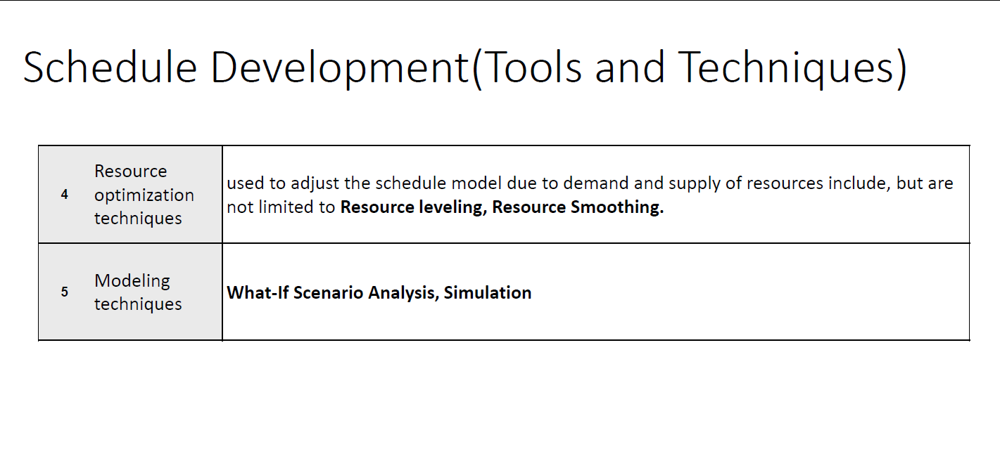 Schedule Development(Tools and Techniques)
4
Resource
optimization
techniques
used to adjust the schedule model due to demand and supply of resources include, but are
not limited to Resource leveling, Resource Smoothing.
5
Modeling
techniques
What-If Scenario Analysis, Simulation